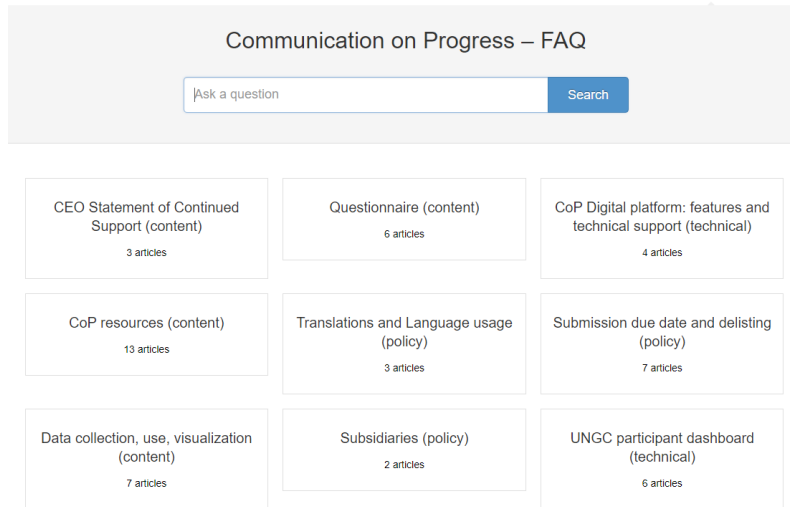 Communication on Progress – FAQ
Ask a question
Search
CEO Statement of Continued
Support (content)
3 articles
Questionnaire (content)
6 articles
CoP Digital platform: features and
technical support (technical)
4 articles
CoP resources (content)
13 articles
Translations and Language usage
(policy)
3 articles
Submission due date and delisting
(policy)
7 articles
Data collection, use, visualization
(content)
7 articles
Subsidiaries (policy)
2 articles
UNGC participant dashboard
(technical)
6 articles